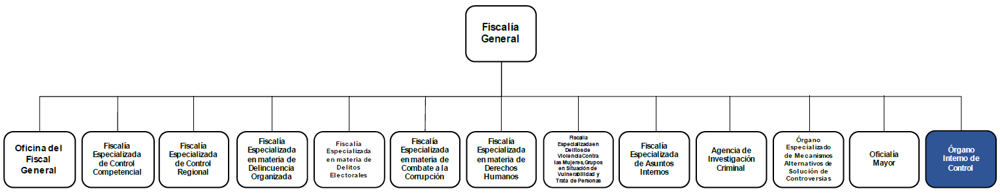 Fiscalía
General
Oficina del
Fiscal
General
Fiscalía
Especializada
de Control
Competencial
Fiscalía
Especializada
de Control
Regional
Fiscalía
Especializada
en materia de
Delincuencia
Organizada
Fiscalía
Especializada
en materia de
Delitos
Electorales
Fiscalía
Especializada
en materia de
Combate a la
Corrupción
Fiscalía
Especializada
en materia de
Derechos
Humanos
Fiscalía
Especializada en
Delitos de
Violencia Contra
las Mujeres, Grupos
en Situación de
Vulnerabilidad y
Trata de Personas
Fiscalía
Especializada
de Asuntos
Internos
Agencia de
Investigación
Criminal
Órgano
Especializado
de Mecanismos
Alternativos de
Solución de
Controversias
Oficialía
Mayor
Órgano
Interno de
Control